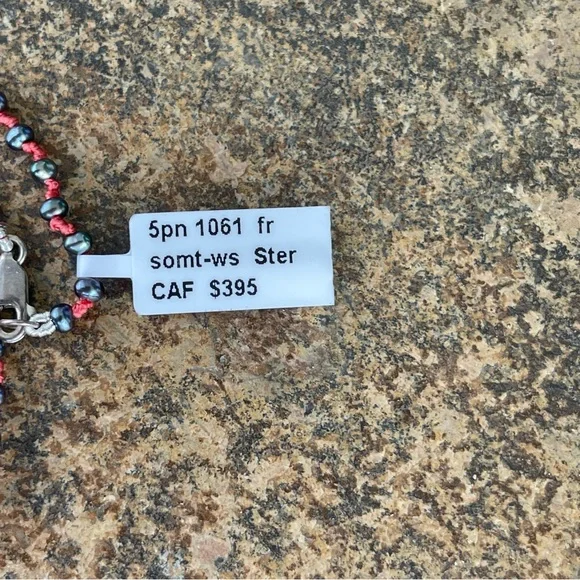 5pn 1061 fr
somt-ws Ster
CAF $395